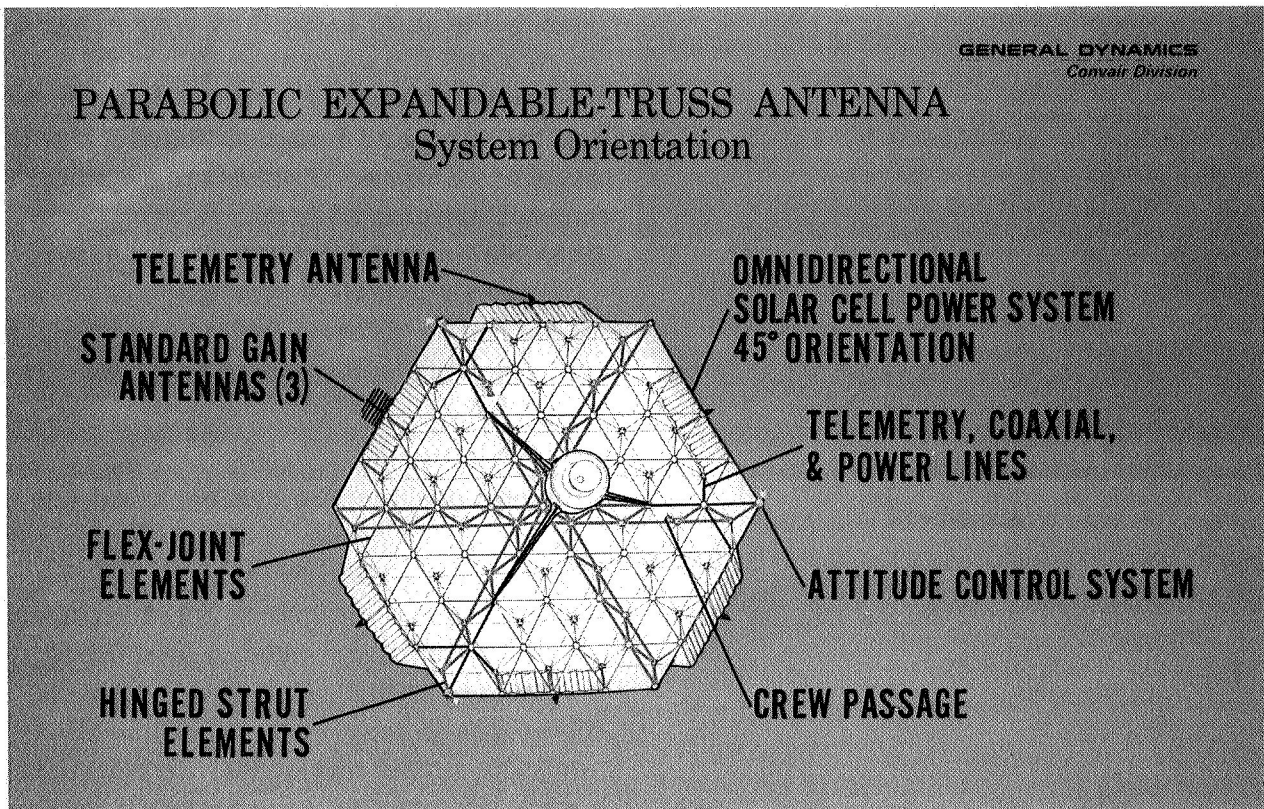 GENERAL DYNAMICS
Convair Division
PARABOLIC EXPANDABLE-TRUSS ANTENNA
System Orientation
TELEMETRY ANTENNA
STANDARD GAIN
ANTENNAS (3)
FLEX-JOINT
ELEMENTS
HINGED STRUT
ELEMENTS
OMNIDIRECTIONAL
SOLAR CELL POWER SYSTEM
45° ORIENTATION
TELEMETRY, COAXIAL,
& POWER LINES
ATTITUDE CONTROL SYSTEM
CREW PASSAGE